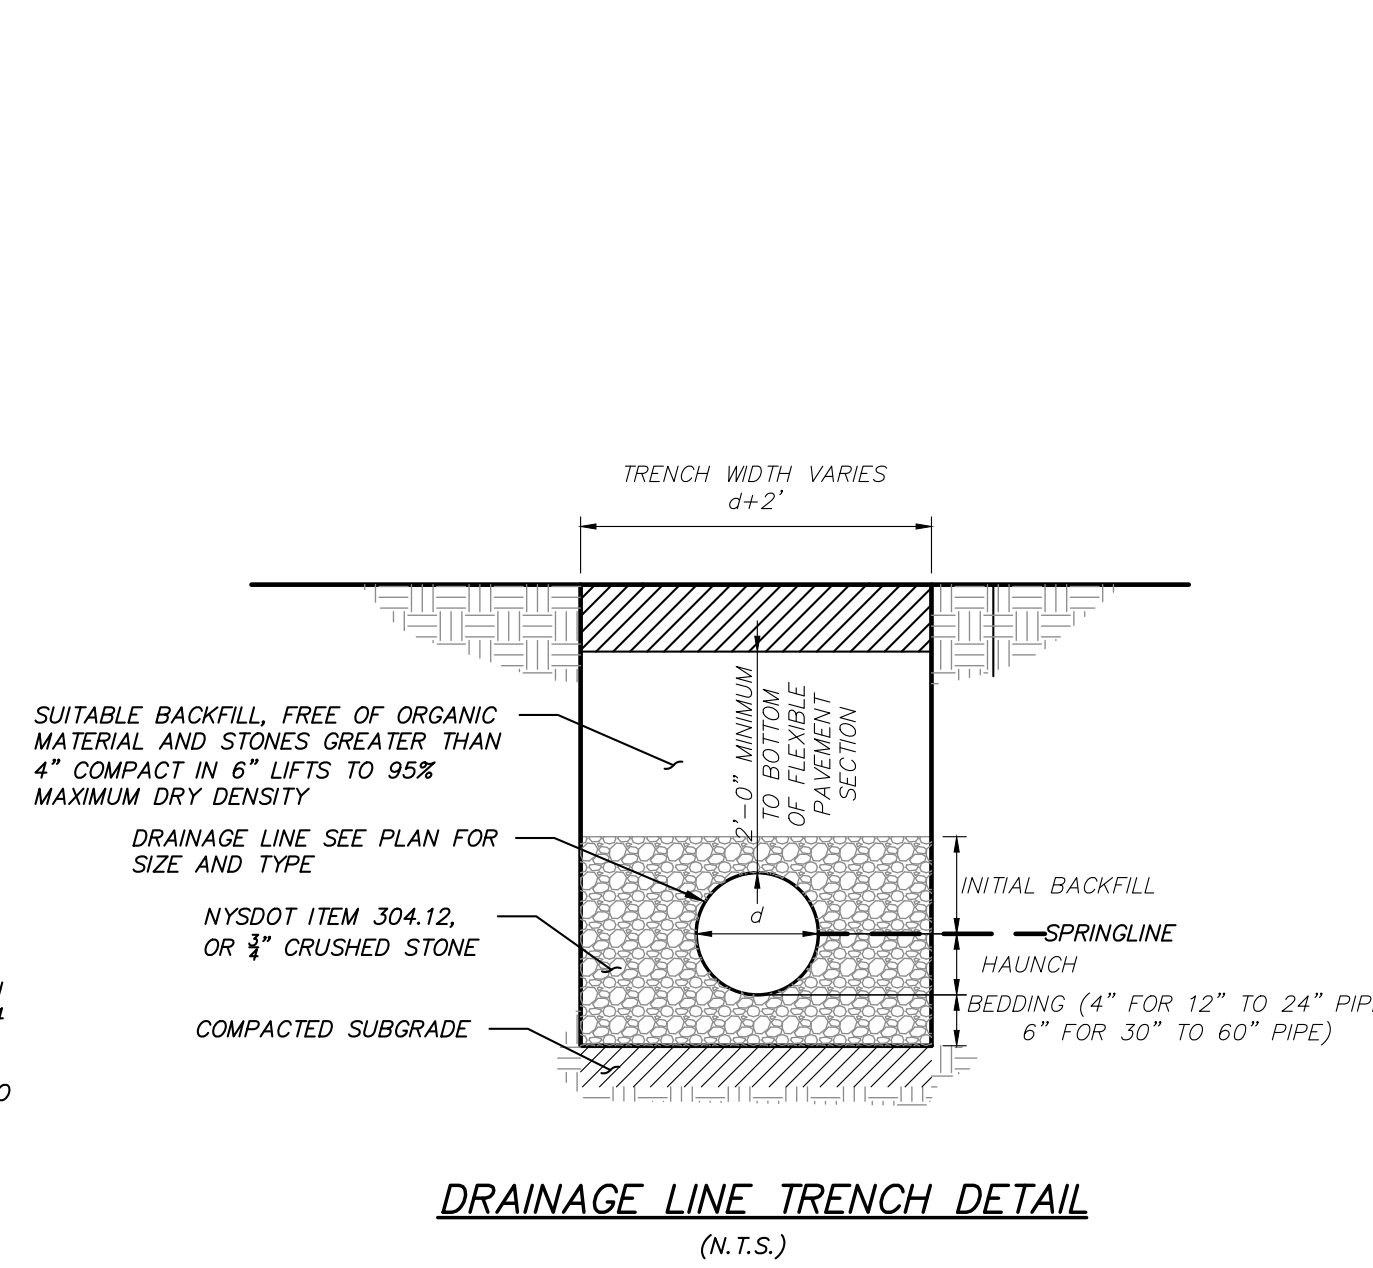 TRENCH WIDTH VARIES
d+2'
SUITABLE BACKFILL, FREE OF ORGANIC
MATERIAL AND STONES GREATER THAN
4" COMPACT IN 6" LIFTS TO 95%
MAXIMUM DRY DENSITY
2'-0" MINIMUM
TO BOTTOM
OF FLEXIBLE
PAVEMENT
SECTION
DRAINAGE LINE SEE PLAN FOR
SIZE AND TYPE
INITIAL BACKFILL
d
NYSDOT ITEM 304.12,
OR 3/4" CRUSHED STONE
SPRINGLINE
HAUNCH
BEDDING (4" FOR 12" TO 24"
6" FOR 30" TO 60" PIPE)
COMPACTED SUBGRADE
DRAINAGE LINE TRENCH DETAIL
(N.T.S.)